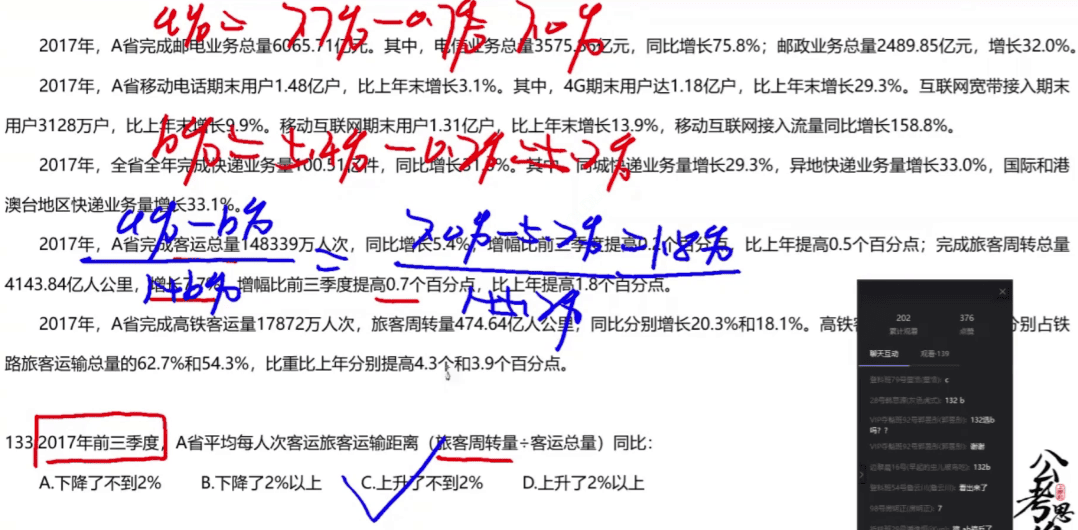 a% = 7.7% - 0.7% 7.0%
2017年，A省完成邮电业务总量6065.71亿元。其中，电信业务总量3575.86亿元，同比增长75.8%；邮政业务总量2489.85亿元，增长32.0%。
2017年，A省移动电话期末用户1.48亿户，比上年末增长3.1%。其中，4G期末用户达1.18亿户，比上年末增长29.3%。互联网宽带接入期末
用户3128万户，比上年末增长9.9%。移动互联网期末用户1.31亿户，比上年末增长13.9%，移动互联网接入流量同比增长158.8%。
b% = 5.4% - 0.2% = 5.2%
2017年，全省全年完成快递业务量100.51亿件，同比增长31.3%。其中，同城快递业务量增长29.3%，异地快递业务量增长33.0%，国际和港
澳台地区快递业务量增长33.1%。
a% - b% / 1+b% = 7.0% - 5.2% = 1.8% / 1+5.2%
2017年，A省完成客运总量148339万人次，同比增长5.4%，增幅比前三季度提高0.2个百分点，比上年提高0.5个百分点；完成旅客周转总量
4143.84亿人公里，增长7.7%，增幅比前三季度提高0.7个百分点，比上年提高1.8个百分点。
2017年，A省完成高铁客运量17872万人次，旅客周转量474.64亿人公里，同比分别增长20.3%和18.1%。高铁客 分别占铁
路旅客运输总量的62.7%和54.3%，比重比上年分别提高4.3个和3.9个百分点。
133.2017年前三季度，A省平均每人次客运旅客运输距离（旅客周转量÷客运总量）同比：
A.下降了不到2% B.下降了2%以上 C.上升了不到2% D.上升了2%以上
202 376
累计观看 点赞
聊天互动 观看·139
c
132 b
132选b
吗？？
谢谢
132b
看出来了
7
公考思